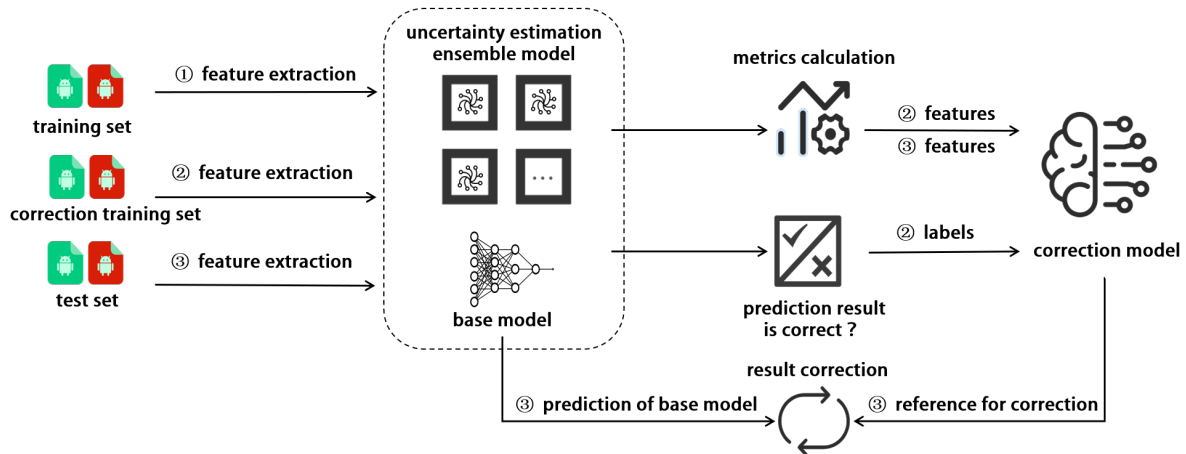 uncertainty estimation
ensemble model
① feature extraction
training set
② feature extraction
correction training set
③ feature extraction
test set
base model
metrics calculation
② features
③ features
② labels
correction model
prediction result
is correct ?
result correction
③ prediction of base model
③ reference for correction